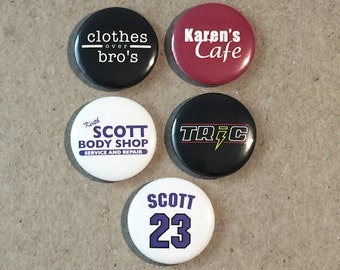 clothes
over
bro's
Karen's
Cafe
Keith
SCOTT
BODY SHOP
SERVICE AND REPAIR
TRIC
SCOTT
23